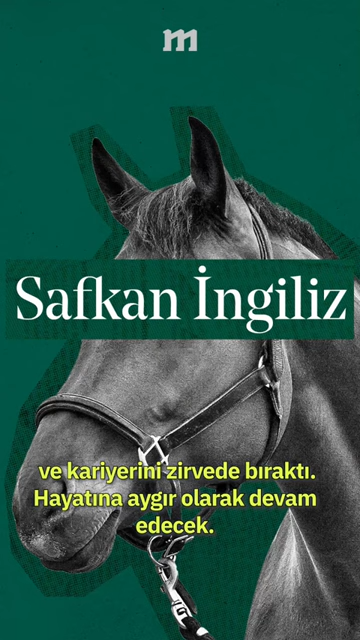 m
Safkan İngiliz
ve kariyerini zirvede bıraktı.
Hayatına aygır olarak devam
edecek.